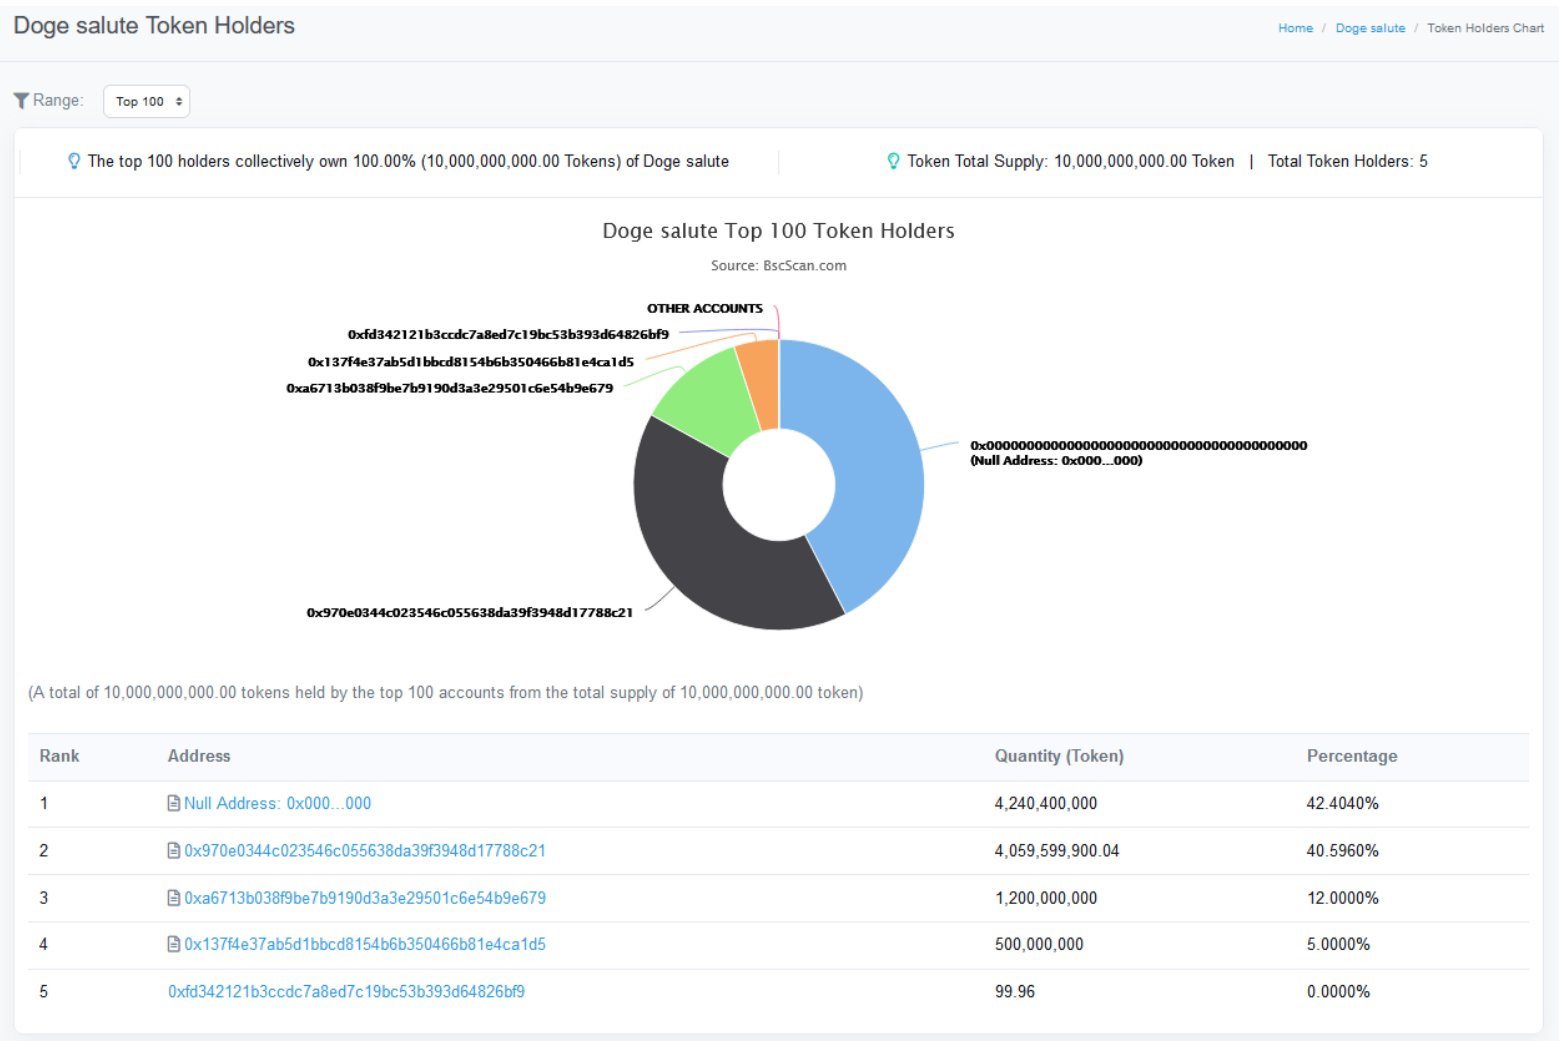 Doge salute Token Holders
Home / Doge salute / Token Holders Chart
Range: Top 100
The top 100 holders collectively own 100.00% (10,000,000,000.00 Tokens) of Doge salute
Token Total Supply: 10,000,000,000.00 Token | Total Token Holders: 5
Doge salute Top 100 Token Holders
Source: BscScan.com
OTHER ACCOUNTS
0xfd342121b3ccdc7a8ed7c19bc53b393d64826bf9
0x137f4e37ab5d1bbcd8154b6b350466b81e4ca1d5
0xa6713b038f9be7b9190d3a3e29501c6e54b9e679
0x0000000000000000000000000000000000000000
(Null Address: 0x000...000)
0x970e0344c023546c055638da39f3948d17788c21
(A total of 10,000,000,000.00 tokens held by the top 100 accounts from the total supply of 10,000,000,000.00 token)
Rank Address Quantity (Token) Percentage
1 Null Address: 0x000...000 4,240,400,000 42.4040%
2 0x970e0344c023546c055638da39f3948d17788c21 4,059,599,900.04 40.5960%
3 0xa6713b038f9be7b9190d3a3e29501c6e54b9e679 1,200,000,000 12.0000%
4 0x137f4e37ab5d1bbcd8154b6b350466b81e4ca1d5 500,000,000 5.0000%
5 0xfd342121b3ccdc7a8ed7c19bc53b393d64826bf9 99.96 0.0000%